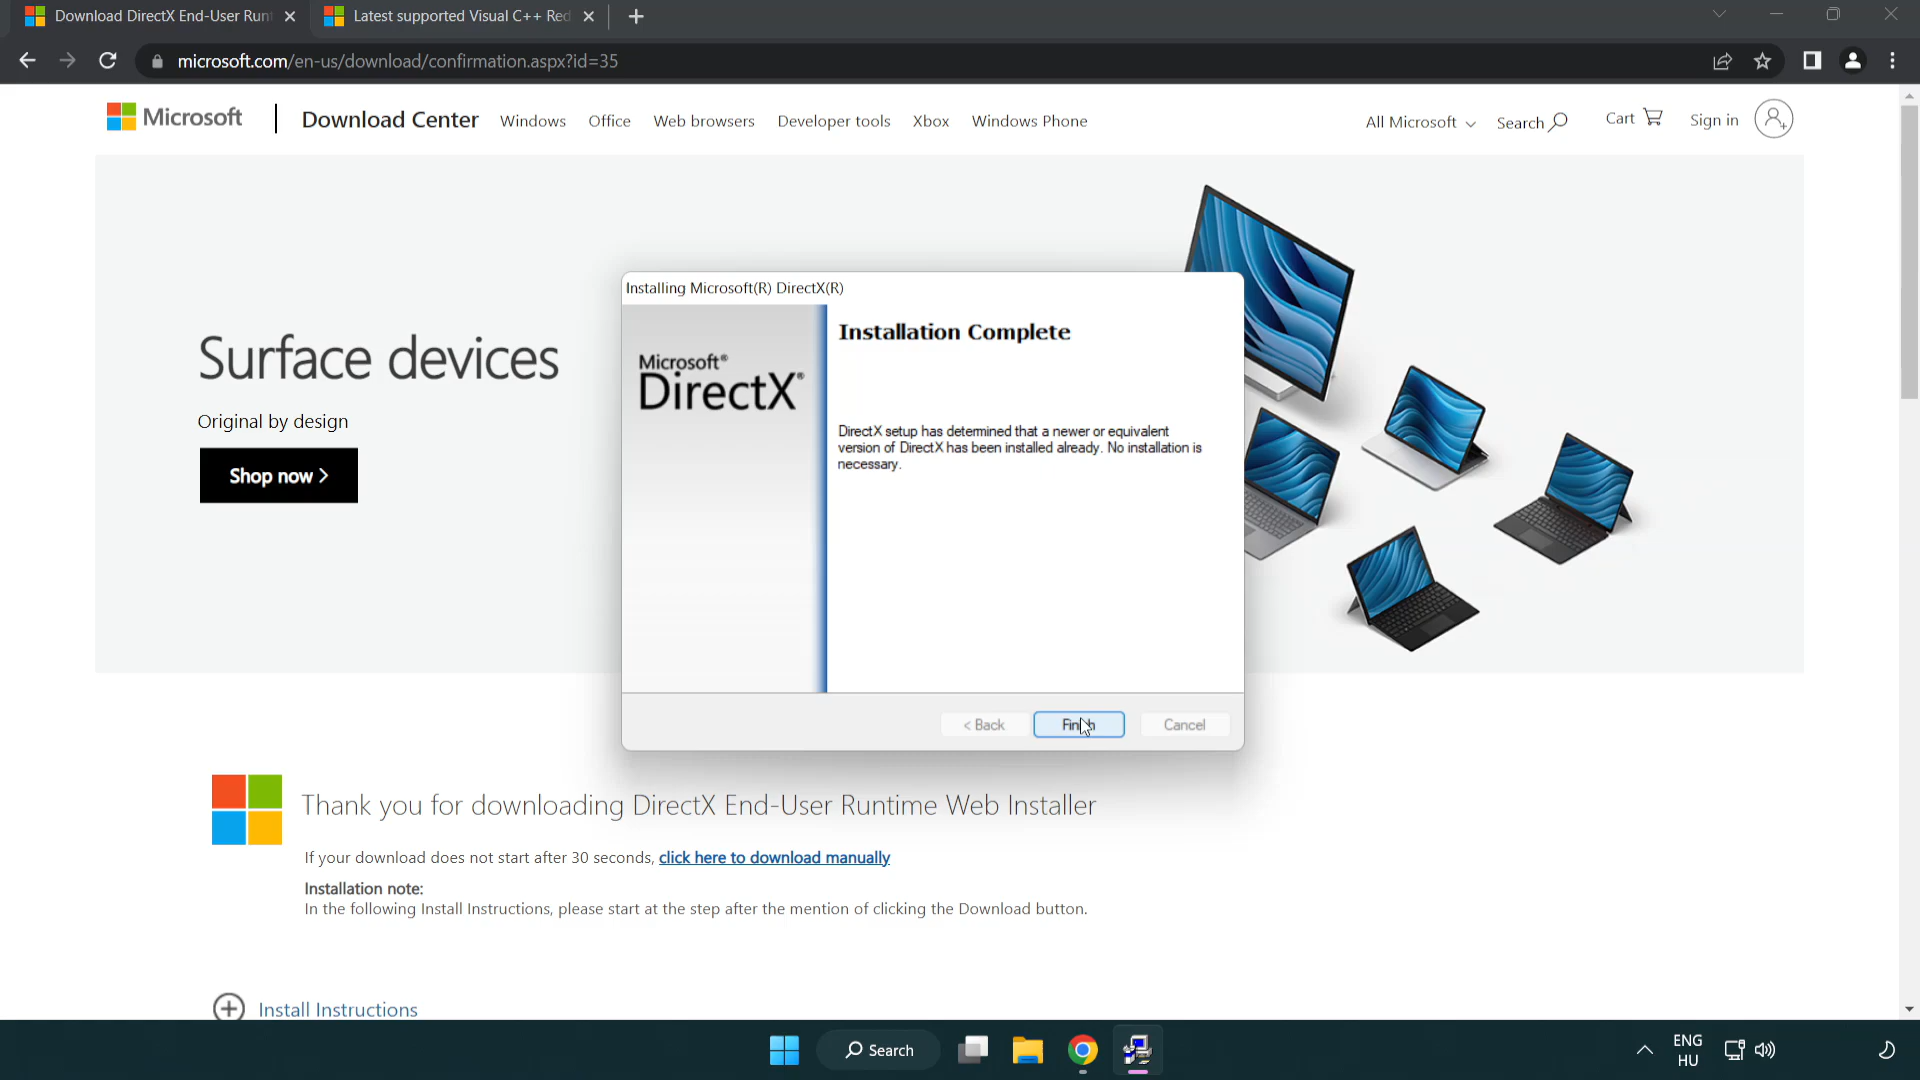 Download DirectX End-User Run
Latest supported Visual C++ Red
microsoft.com/en-us/download/confirmation.aspx?id=35
Microsoft
Download Center
Windows
Office
Web browsers
Developer tools
Xbox
Windows Phone
All Microsoft
Search
Cart
Sign in
Surface devices
Original by design
Shop now >
Installing Microsoft(R) DirectX(R)
Microsoft®
DirectX®
Installation Complete
DirectX setup has determined that a newer or equivalent
version of DirectX has been installed already. No installation is
necessary.
< Back
Finish
Cancel
Thank you for downloading DirectX End-User Runtime Web Installer
If your download does not start after 30 seconds, click here to download manually
Installation note:
In the following Install Instructions, please start at the step after the mention of clicking the Download button.
Install Instructions
Search
ENG
HU